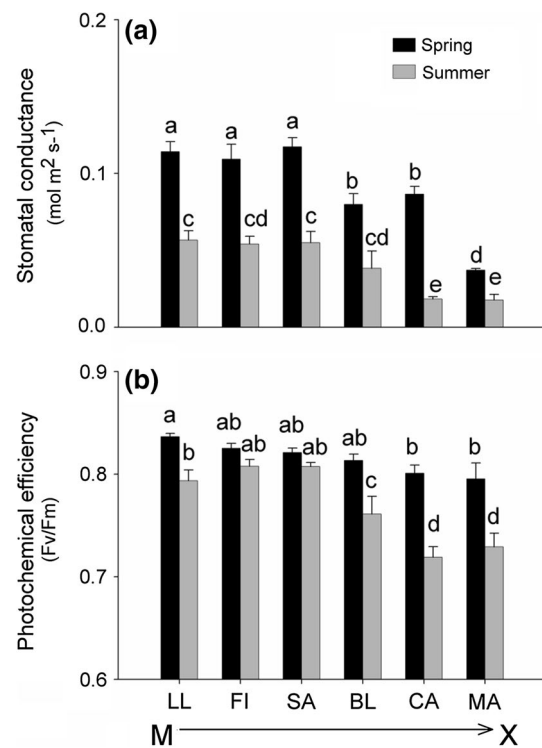 0.2
(a)
Spring
Summer
a
a
a
b
b
0.1
c
cd
c
cd
d
e
e
0.0
Stomatal conductance
(mol m2 s-1)
0.9
(b)
a
ab
ab
ab
b
b
b
ab
ab
c
d
d
0.8
0.7
0.6
Photochemical efficiency
(Fv/Fm)
LL FI SA BL CA MA
M X